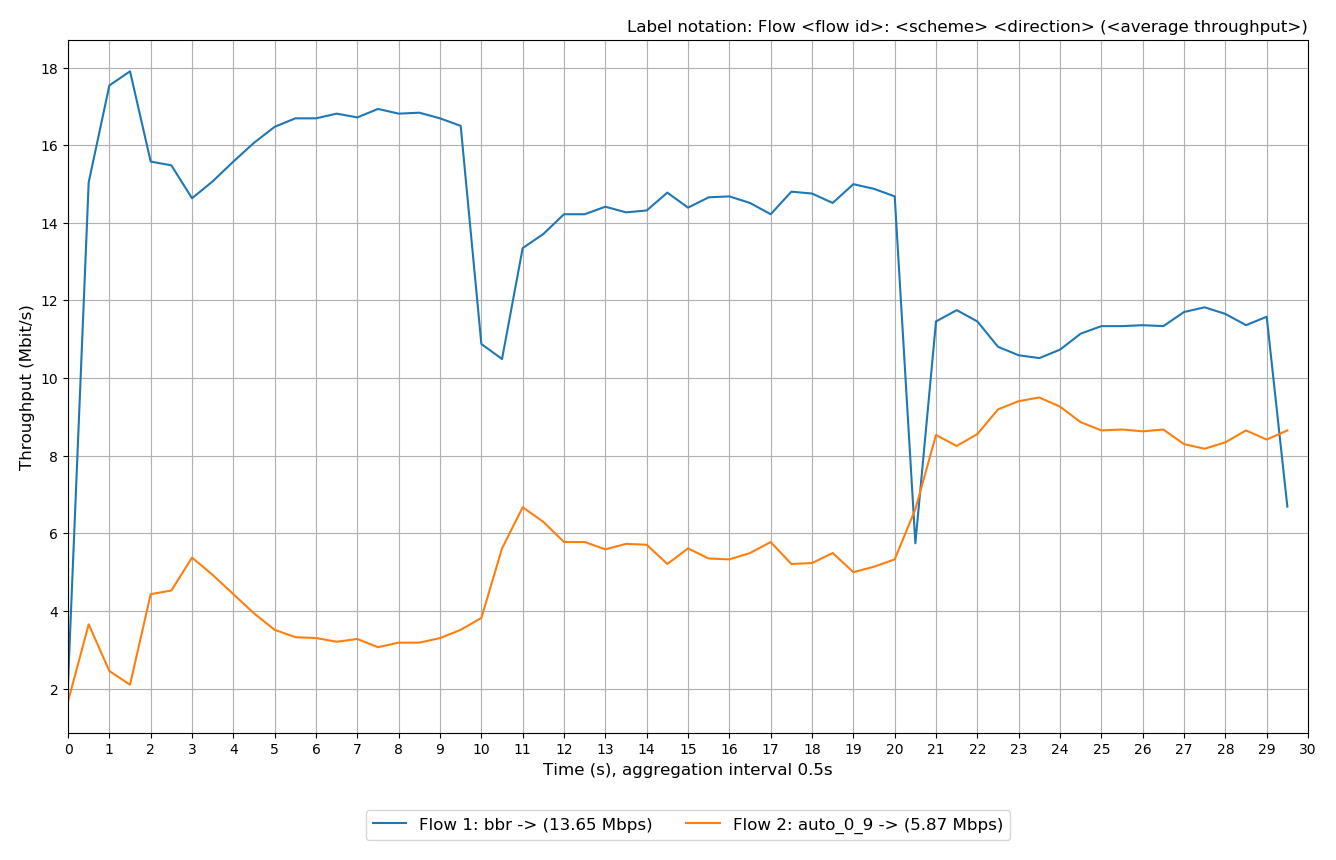 Label notation: Flow <flow id>: <scheme> <direction> (<average throughput>)
18
16
14
12
10
8
6
4
2
Throughput (Mbit/s)
0 1 2 3 4 5 6 7 8 9 10 11 12 13 14 15 16 17 18 19 20 21 22 23 24 25 26 27 28 29 30
Time (s), aggregation interval 0.5s
Flow 1: bbr -> (13.65 Mbps) Flow 2: auto_0_9 -> (5.87 Mbps)